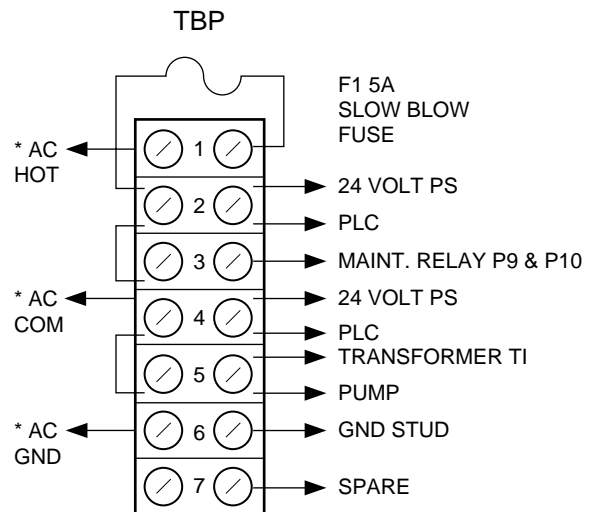 TBP
F1 5A
SLOW BLOW
FUSE
* AC
HOT
1
24 VOLT PS
2
PLC
3
MAINT. RELAY P9 & P10
* AC
COM
24 VOLT PS
4
PLC
TRANSFORMER TI
5
PUMP
* AC
GND
6
GND STUD
7
SPARE